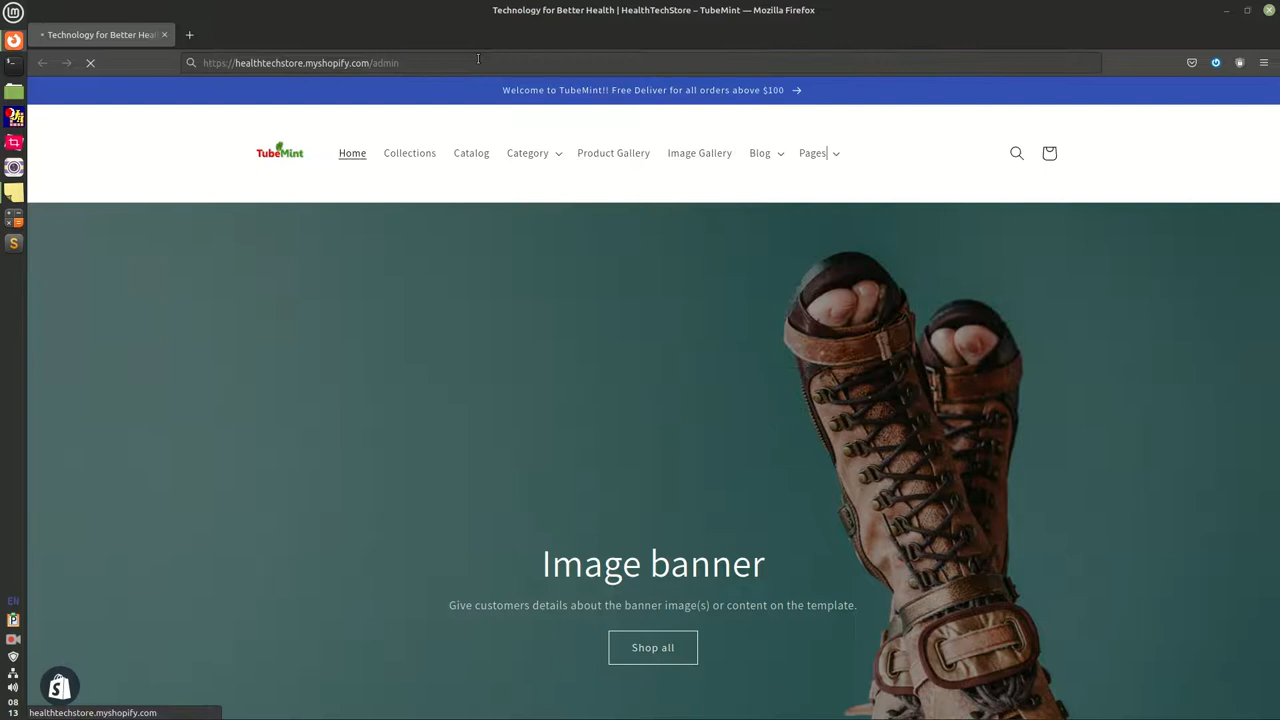 Technology for Better Health | HealthTechStore – TubeMint — Mozilla Firefox
Technology for Better Heal
https://healthtechstore.myshopify.com/admin
Welcome to TubeMint!! Free Deliver for all orders above $100
TubeMint
Home
Collections
Catalog
Category
Product Gallery
Image Gallery
Blog
Pages
Image banner
Give customers details about the banner image(s) or content on the template.
Shop all
EN
08
13
healthtechstore.myshopify.com